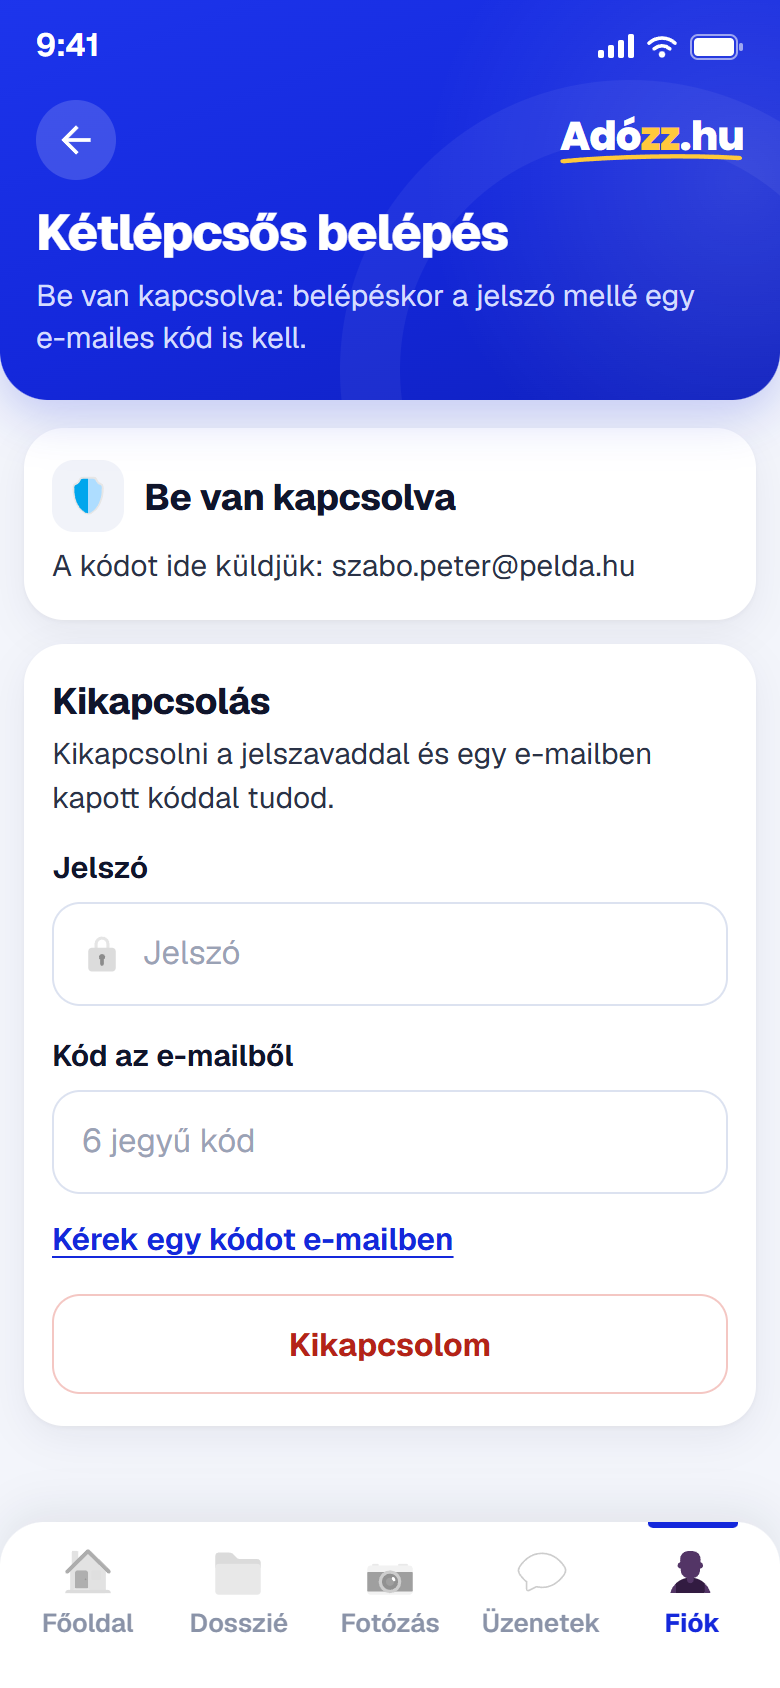 9:41
Adózz.hu
Kétlépcsős belépés
Be van kapcsolva: belépéskor a jelszó mellé egy
e-mailes kód is kell.
Be van kapcsolva
A kódot ide küldjük: szabo.peter@pelda.hu
Kikapcsolás
Kikapcsolni a jelszavaddal és egy e-mailben
kapott kóddal tudod.
Jelszó
Jelszó
Kód az e-mailből
6 jegyű kód
Kérek egy kódot e-mailben
Kikapcsolom
Főoldal Dosszié Fotózás Üzenetek Fiók